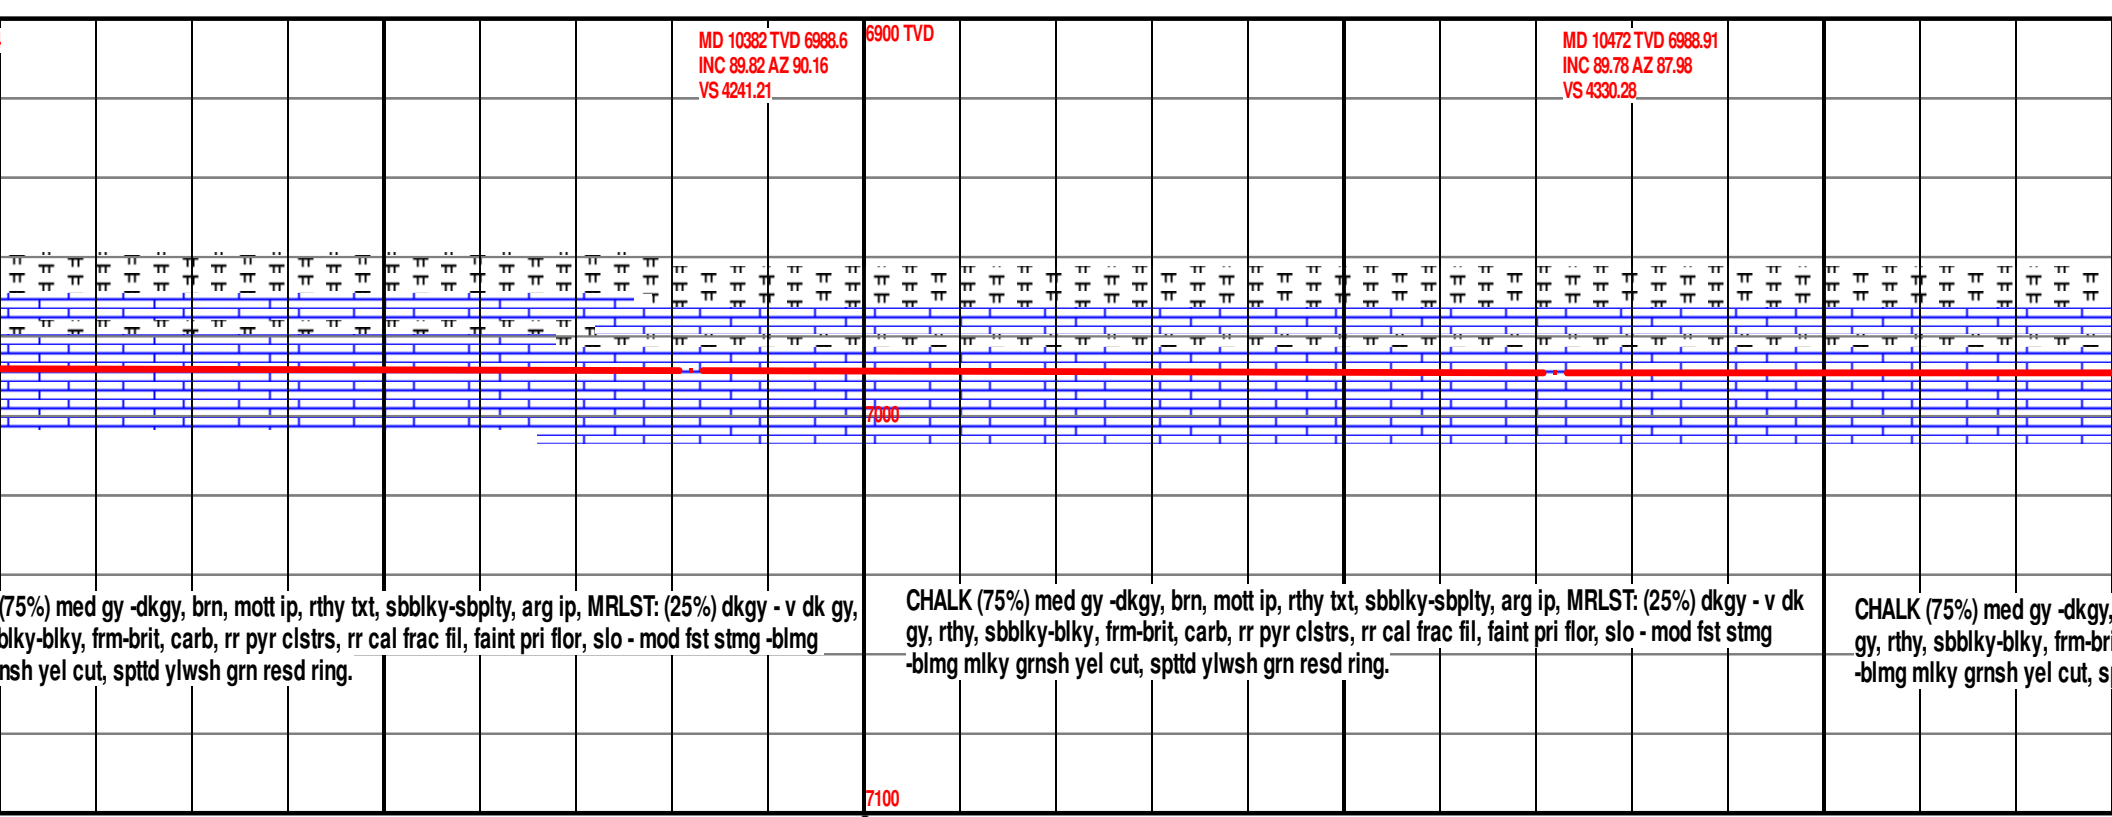 MD 10382 TVD 6988.6
INC 89.82 AZ 90.16
VS 4241.21
6900 TVD
MD 10472 TVD 6988.91
INC 89.78 AZ 87.98
VS 4330.28
7000
(75%) med gy -dkgy, brn, mott ip, rthy txt, sbblky-sbplty, arg ip, MRLST: (25%) dkgy - v dk gy,
blky-blky, frm-brit, carb, rr pyr clstrs, rr cal frac fil, faint pri flor, slo - mod fst stmg -blmg
nsh yel cut, spttd ylwsh grn resd ring.
CHALK (75%) med gy -dkgy, brn, mott ip, rthy txt, sbblky-sbplty, arg ip, MRLST: (25%) dkgy - v dk
gy, rthy, sbblky-blky, frm-brit, carb, rr pyr clstrs, rr cal frac fil, faint pri flor, slo - mod fst stmg
-blmg mlky grnsh yel cut, spttd ylwsh grn resd ring.
CHALK (75%) med gy -dkgy,
gy, rthy, sbblky-blky, frm-bri
-blmg mlky grnsh yel cut, s
7100